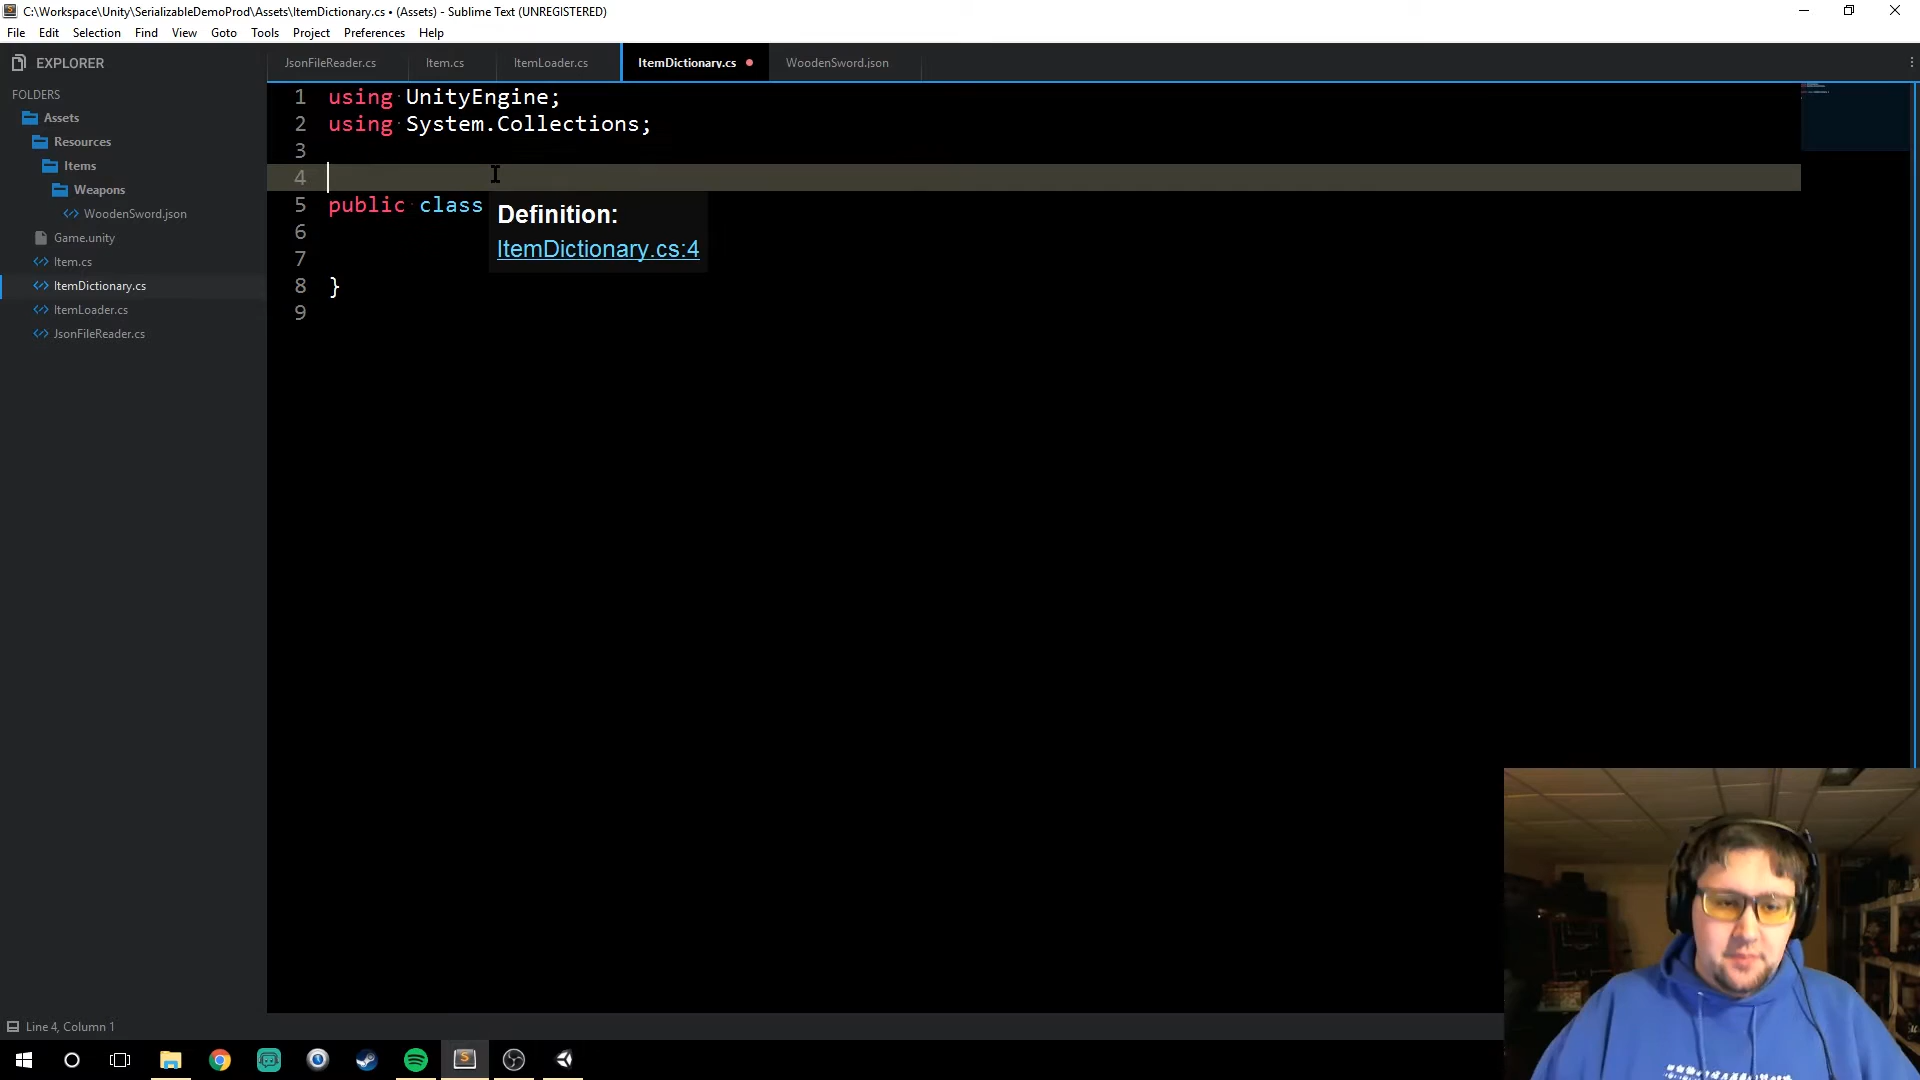 C:\Workspace\Unity\SerializableDemoProd\Assets\ItemDictionary.cs • (Assets) - Sublime Text (UNREGISTERED)
File Edit Selection Find View Goto Tools Project Preferences Help
EXPLORER
FOLDERS
Assets
Resources
Items
Weapons
WoodenSword.json
Game.unity
Item.cs
ItemDictionary.cs
ItemLoader.cs
JsonFileReader.cs
JsonFileReader.cs Item.cs ItemLoader.cs ItemDictionary.cs WoodenSword.json
1 using UnityEngine;
2 using System.Collections;
3
4
5 public class
6
7
8 }
9
Definition:
ItemDictionary.cs:4
Line 4, Column 1